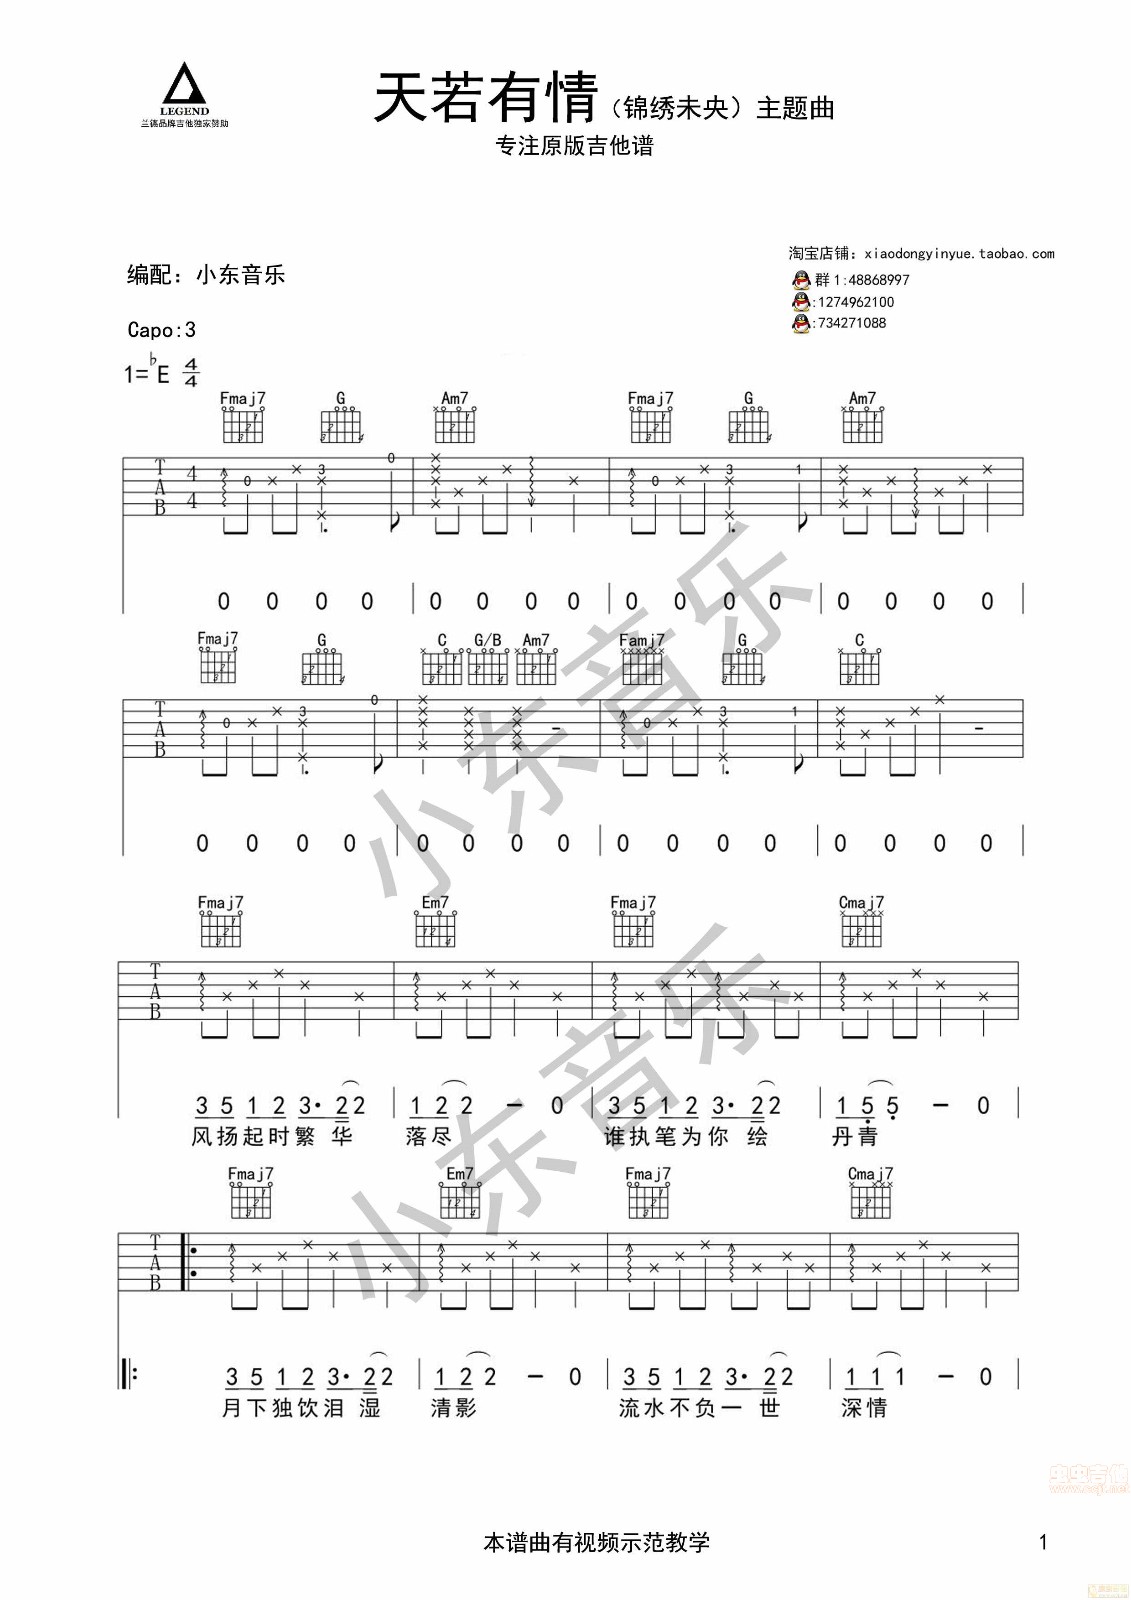 LEGEND
兰德品牌吉他独家赞助
天若有情（锦绣未央）主题曲
专注原版吉他谱
编配：小东音乐
淘宝店铺：xiaodongyinyue.taobao.com
群1:48868997
:1274962100
:734271088
Capo:3
1=♭E 4/4
Fmaj7 G Am7 Fmaj7 G Am7
T A B 4 4 0 3 0 0 3 1
0 0 0 0 0 0 0 0 0 0 0 0 0 0 0 0
Fmaj7 G C G/B Am7 Famj7 G C
T A B 0 3 0 - 0 3 1 -
0 0 0 0 0 0 0 0 0 0 0 0 0 0 0 0
Fmaj7 Em7 Fmaj7 Cmaj7
T A B
3 5 1 2 3· 2 2 1 2 2 - 0 3 5 1 2 3· 2 2 1 5 5 - 0
风扬起时繁 华 落尽 谁执笔为你 绘 丹青
Fmaj7 Em7 Fmaj7 Cmaj7
T A B
3 5 1 2 3· 2 2 1 2 2 - 0 3 5 1 2 3· 2 2 1 1 1 - 0
月下独饮泪 湿 清影 流水不负一 世 深情
小东音乐
小东音乐
虫虫吉他
www.ccjt.net
本谱曲有视频示范教学
1